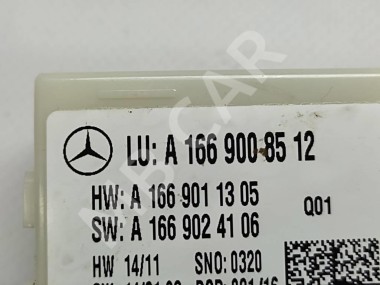 LU: A 166 900 85 12
HW: A 166 901 13 05
SW: A 166 902 41 06
Q01
HW 14/11 SNO: 0320